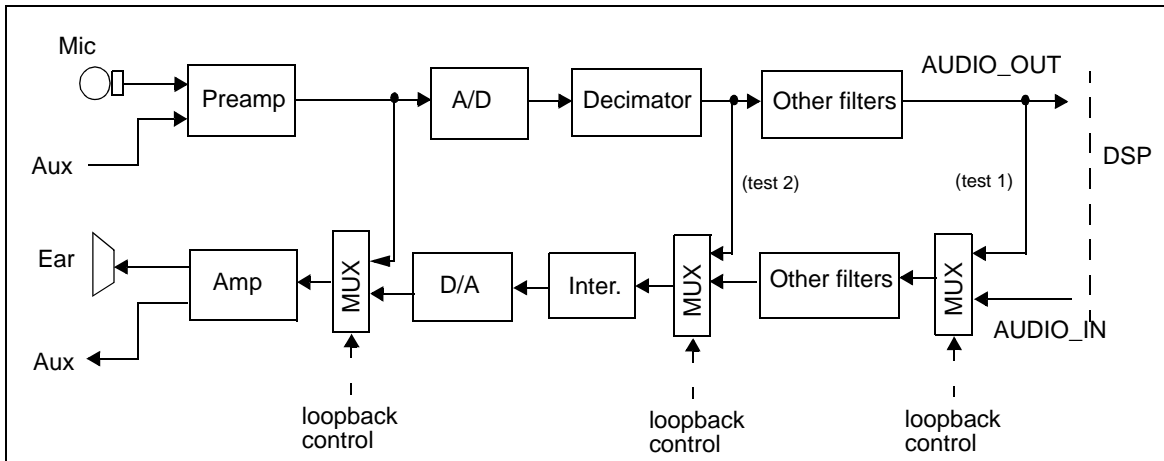 Mic
AUDIO_OUT
Preamp
A/D
Decimator
Other filters
Aux
DSP
(test 2)
(test 1)
Ear
Amp
MUX
D/A
Inter.
MUX
Other filters
MUX
AUDIO_IN
Aux
loopback
control
loopback
control
loopback
control